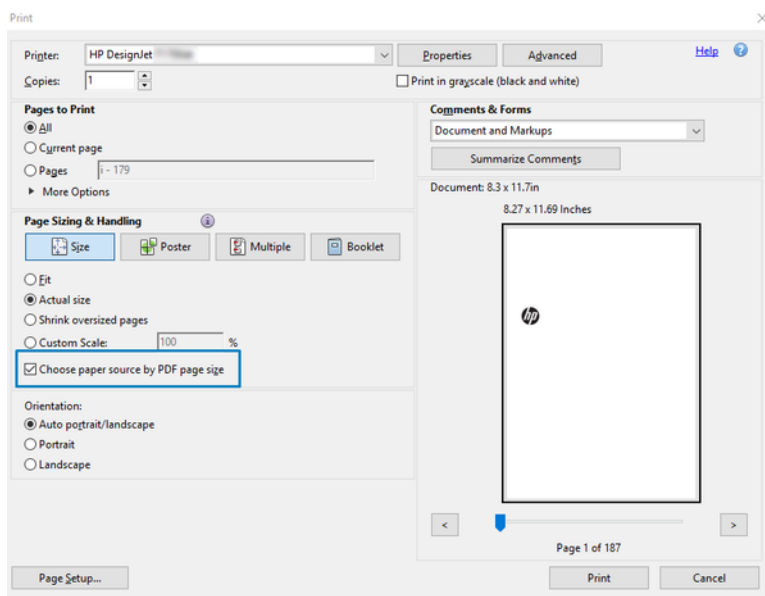 Print
Printer: HP DesignJet
Properties
Advanced
Help
Copies: 1
Print in grayscale (black and white)
Pages to Print
All
Current page
Pages i - 179
More Options
Comments & Forms
Document and Markups
Summarize Comments
Page Sizing & Handling
Size
Poster
Multiple
Booklet
Fit
Actual size
Shrink oversized pages
Custom Scale: 100 %
Choose paper source by PDF page size
Orientation:
Auto portrait/landscape
Portrait
Landscape
Document: 8.3 x 11.7in
8.27 x 11.69 Inches
hp
<
>
Page 1 of 187
Page Setup...
Print
Cancel